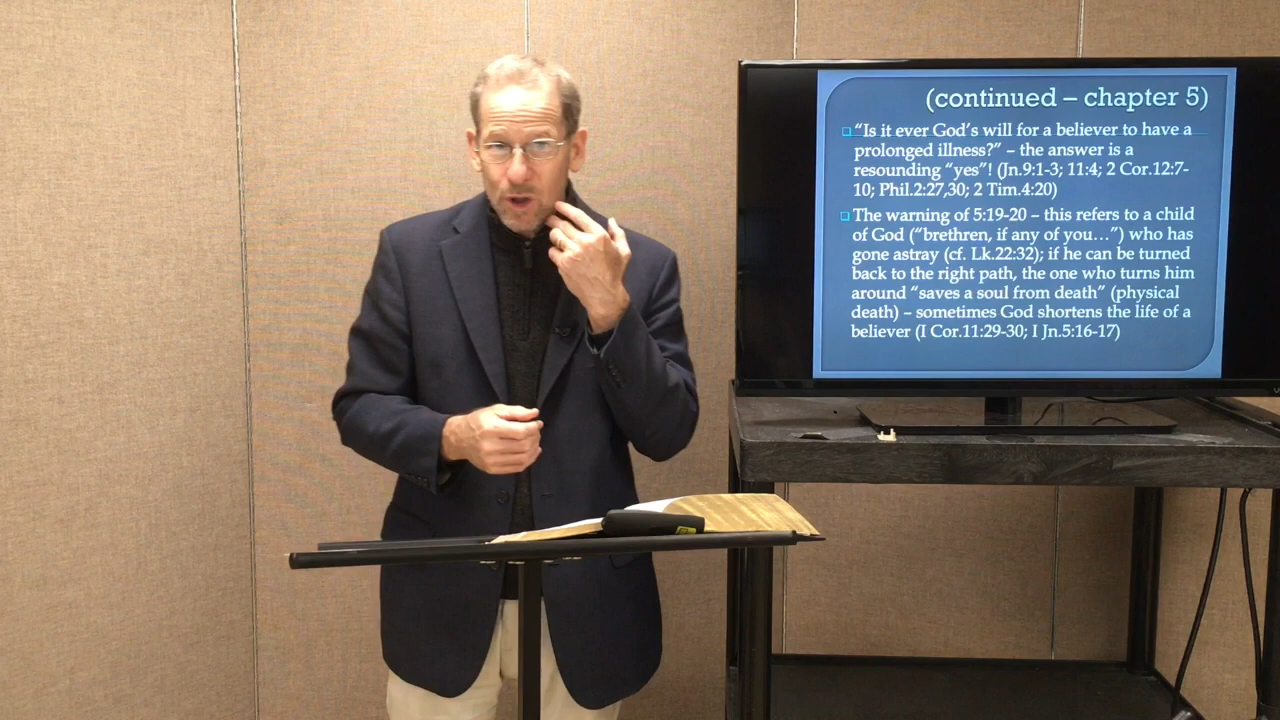 (continued – chapter 5)
“Is it ever God’s will for a believer to have a
prolonged illness?” – the answer is a
resounding “yes”! (Jn.9:1-3; 11:4; 2 Cor.12:7-
10; Phil.2:27,30; 2 Tim.4:20)
The warning of 5:19-20 – this refers to a child
of God (“brethren, if any of you…”) who has
gone astray (cf. Lk.22:32); if he can be turned
back to the right path, the one who turns him
around “saves a soul from death” (physical
death) – sometimes God shortens the life of a
believer (I Cor.11:29-30; I Jn.5:16-17)